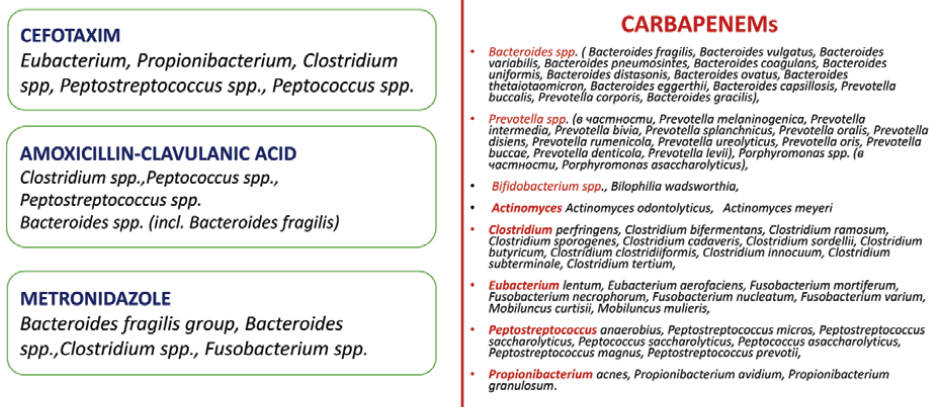 CEFOTAXIM
Eubacterium, Propionibacterium, Clostridium
spp, Peptostreptococcus spp., Peptococcus spp.
AMOXICILLIN-CLAVULANIC ACID
Clostridium spp.,Peptococcus spp.,
Peptostreptococcus spp.
Bacteroides spp. (incl. Bacteroides fragilis)
METRONIDAZOLE
Bacteroides fragilis group, Bacteroides
spp.,Clostridium spp., Fusobacterium spp.
CARBAPENEMs
• Bacteroides spp. ( Bacteroides fragilis, Bacteroides vulgatus, Bacteroides
variabilis, Bacteroides pneumosintes, Bacteroides coagulans, Bacteroides
uniformis, Bacteroides distasonis, Bacteroides ovatus, Bacteroides
thetaiotaomicron, Bacteroides eggerthii, Bacteroides capsillosis, Prevotella
buccalis, Prevotella corporis, Bacteroides gracilis),
• Prevotella spp. (в частности, Prevotella melaninogenica, Prevotella
intermedia, Prevotella bivia, Prevotella splanchnicus, Prevotella oralis, Prevotella
disiens, Prevotella rumenicola, Prevotella ureolyticus, Prevotella oris, Prevotella
buccae, Prevotella denticola, Prevotella levii), Porphyromonas spp. (в
частности, Porphyromonas asaccharolyticus),
• Bifidobacterium spp., Bilophilia wadsworthia,
• Actinomyces Actinomyces odontolyticus, Actinomyces meyeri
• Clostridium perfringens, Clostridium bifermentans, Clostridium ramosum,
Clostridium sporogenes, Clostridium cadaveris, Clostridium sordellii, Clostridium
butyricum, Clostridium clostridiiformis, Clostridium innocuum, Clostridium
subterminale, Clostridium tertium,
• Eubacterium lentum, Eubacterium aerofaciens, Fusobacterium mortiferum,
Fusobacterium necrophorum, Fusobacterium nucleatum, Fusobacterium varium,
Mobiluncus curtisii, Mobiluncus mulieris,
• Peptostreptococcus anaerobius, Peptostreptococcus micros, Peptostreptococcus
saccharolyticus, Peptococcus saccharolyticus, Peptococcus asaccharolyticus,
Peptostreptococcus magnus, Peptostreptococcus prevotii,
• Propionibacterium acnes, Propionibacterium avidium, Propionibacterium
granulosum.